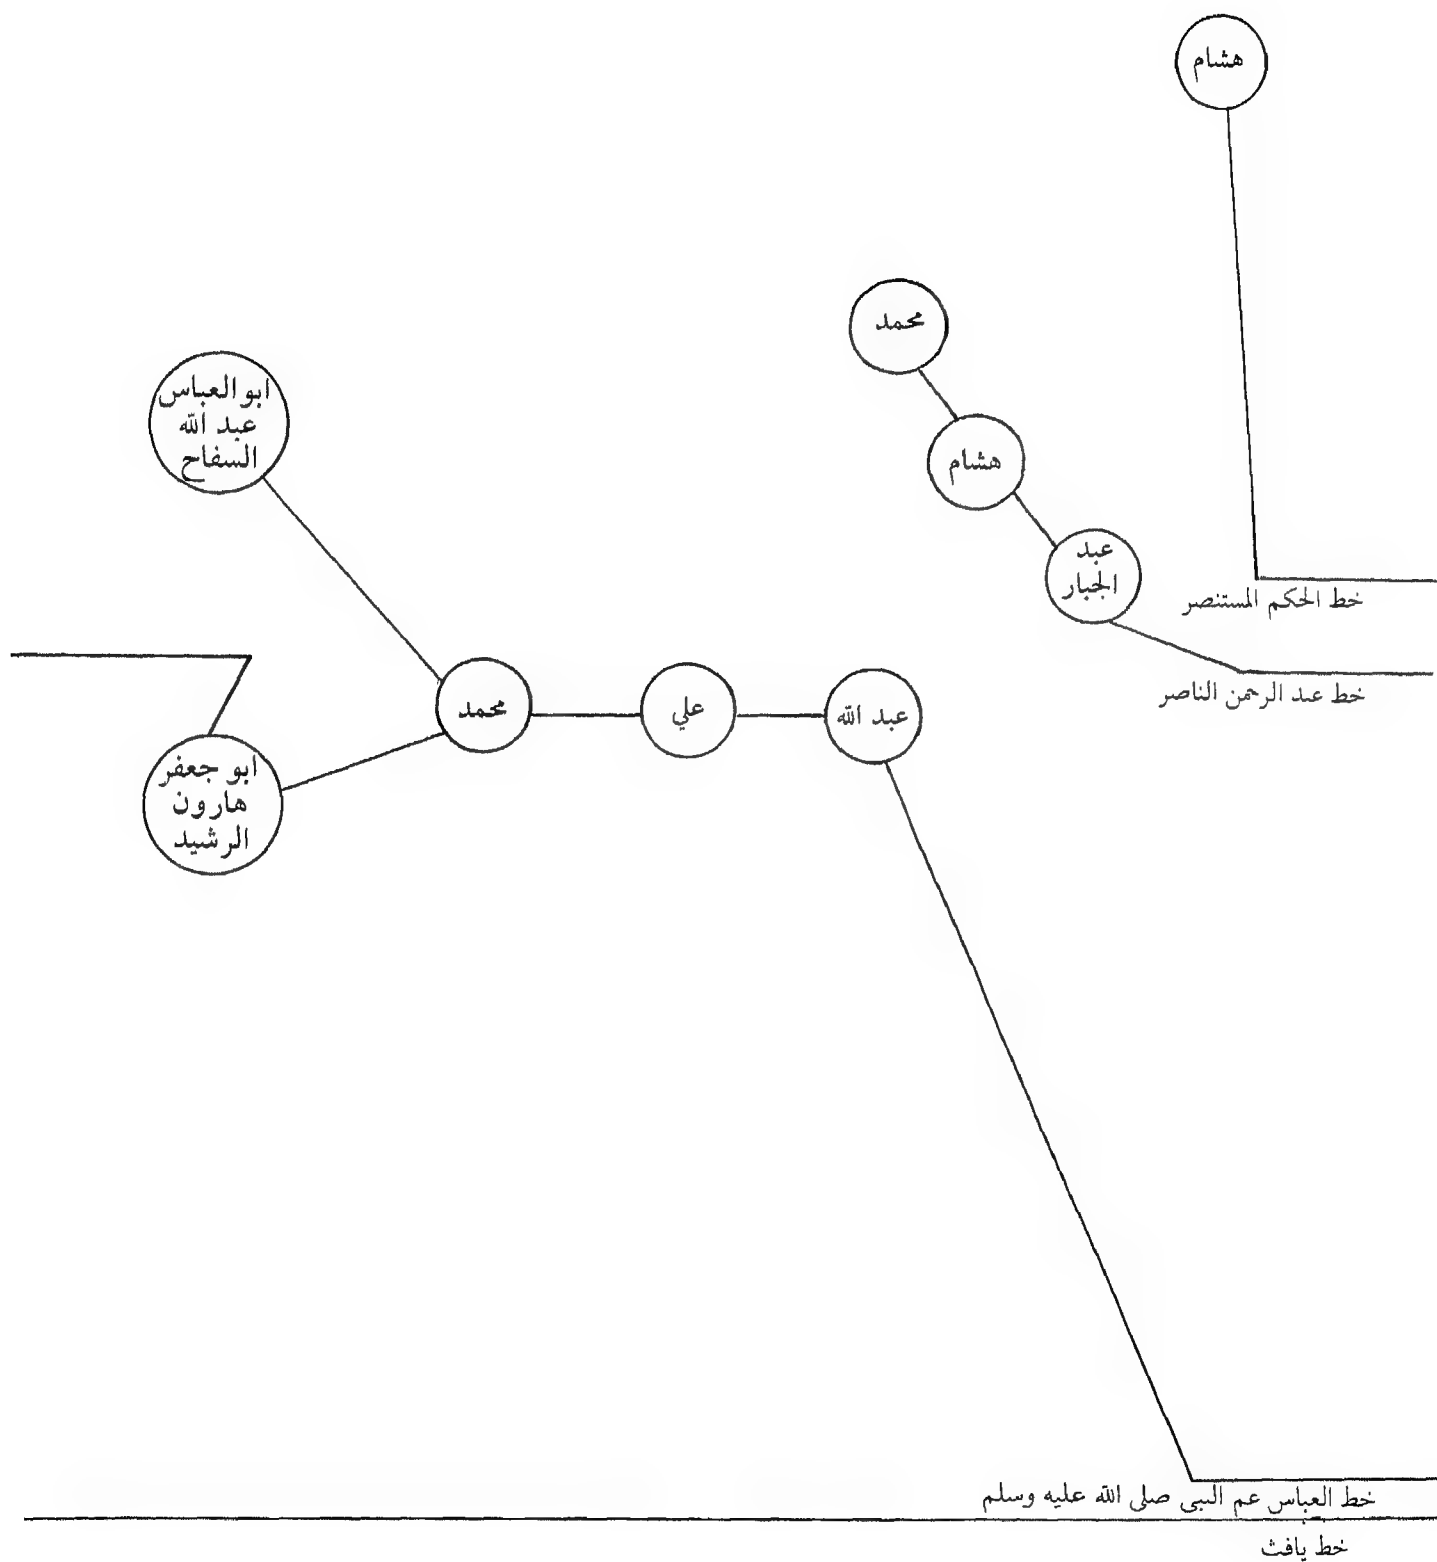 هشام
محمد
هشام
عبد
الجبار
خط الحكم المستنصر
خط عبد الرحمن الناصر
ابو العباس
عبد الله
السفاح
عبد الله
علي
محمد
ابو جعفر
هارون
الرشيد
خط العباس عم النبى صلى الله عليه وسلم
خط يافث